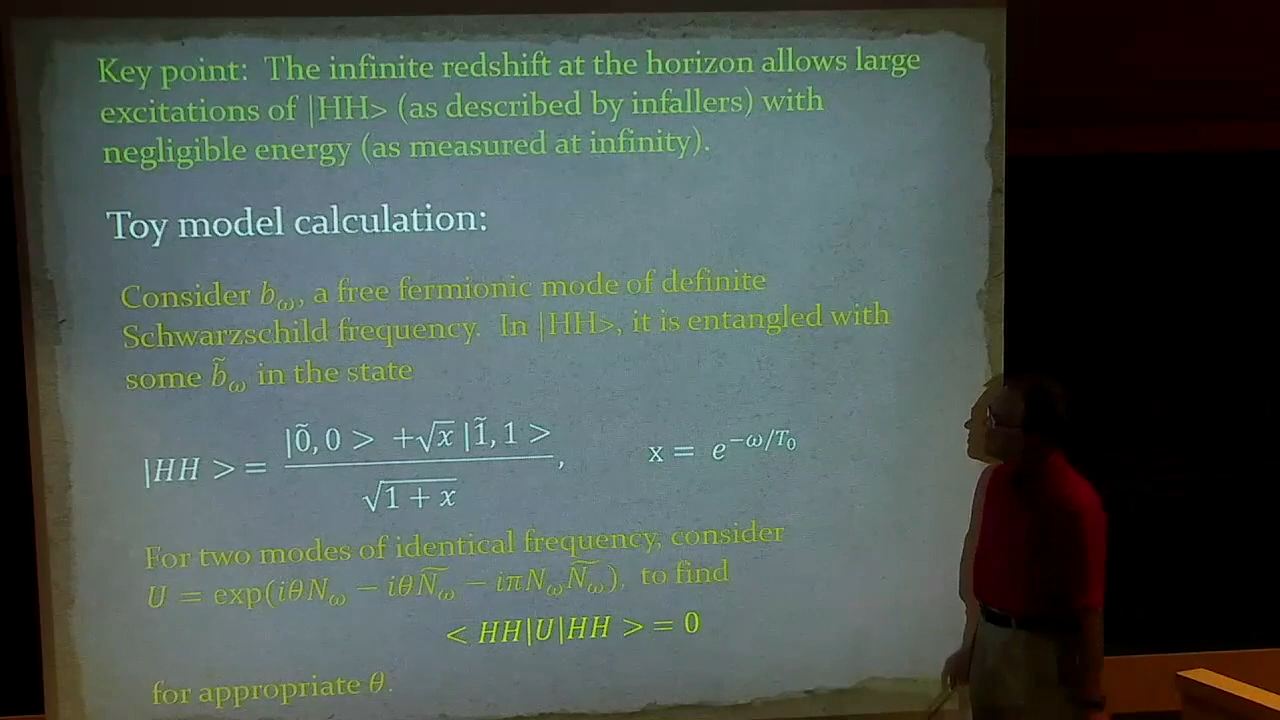 Key point: The infinite redshift at the horizon allows large
excitations of |HH> (as described by infallers) with
negligible energy (as measured at infinity).
Toy model calculation:
Consider b_ω, a free fermionic mode of definite
Schwarzschild frequency. In |HH>, it is entangled with
some b̃_ω in the state
|HH > = (|0̃, 0 > +√x |1̃, 1 >) / √(1 + x), x = e^(−ω/T₀)
For two modes of identical frequency, consider
U = exp(iθN_ω − iθÑ_ω − iπN_ωÑ_ω), to find
< HH|U|HH > = 0
for appropriate θ.